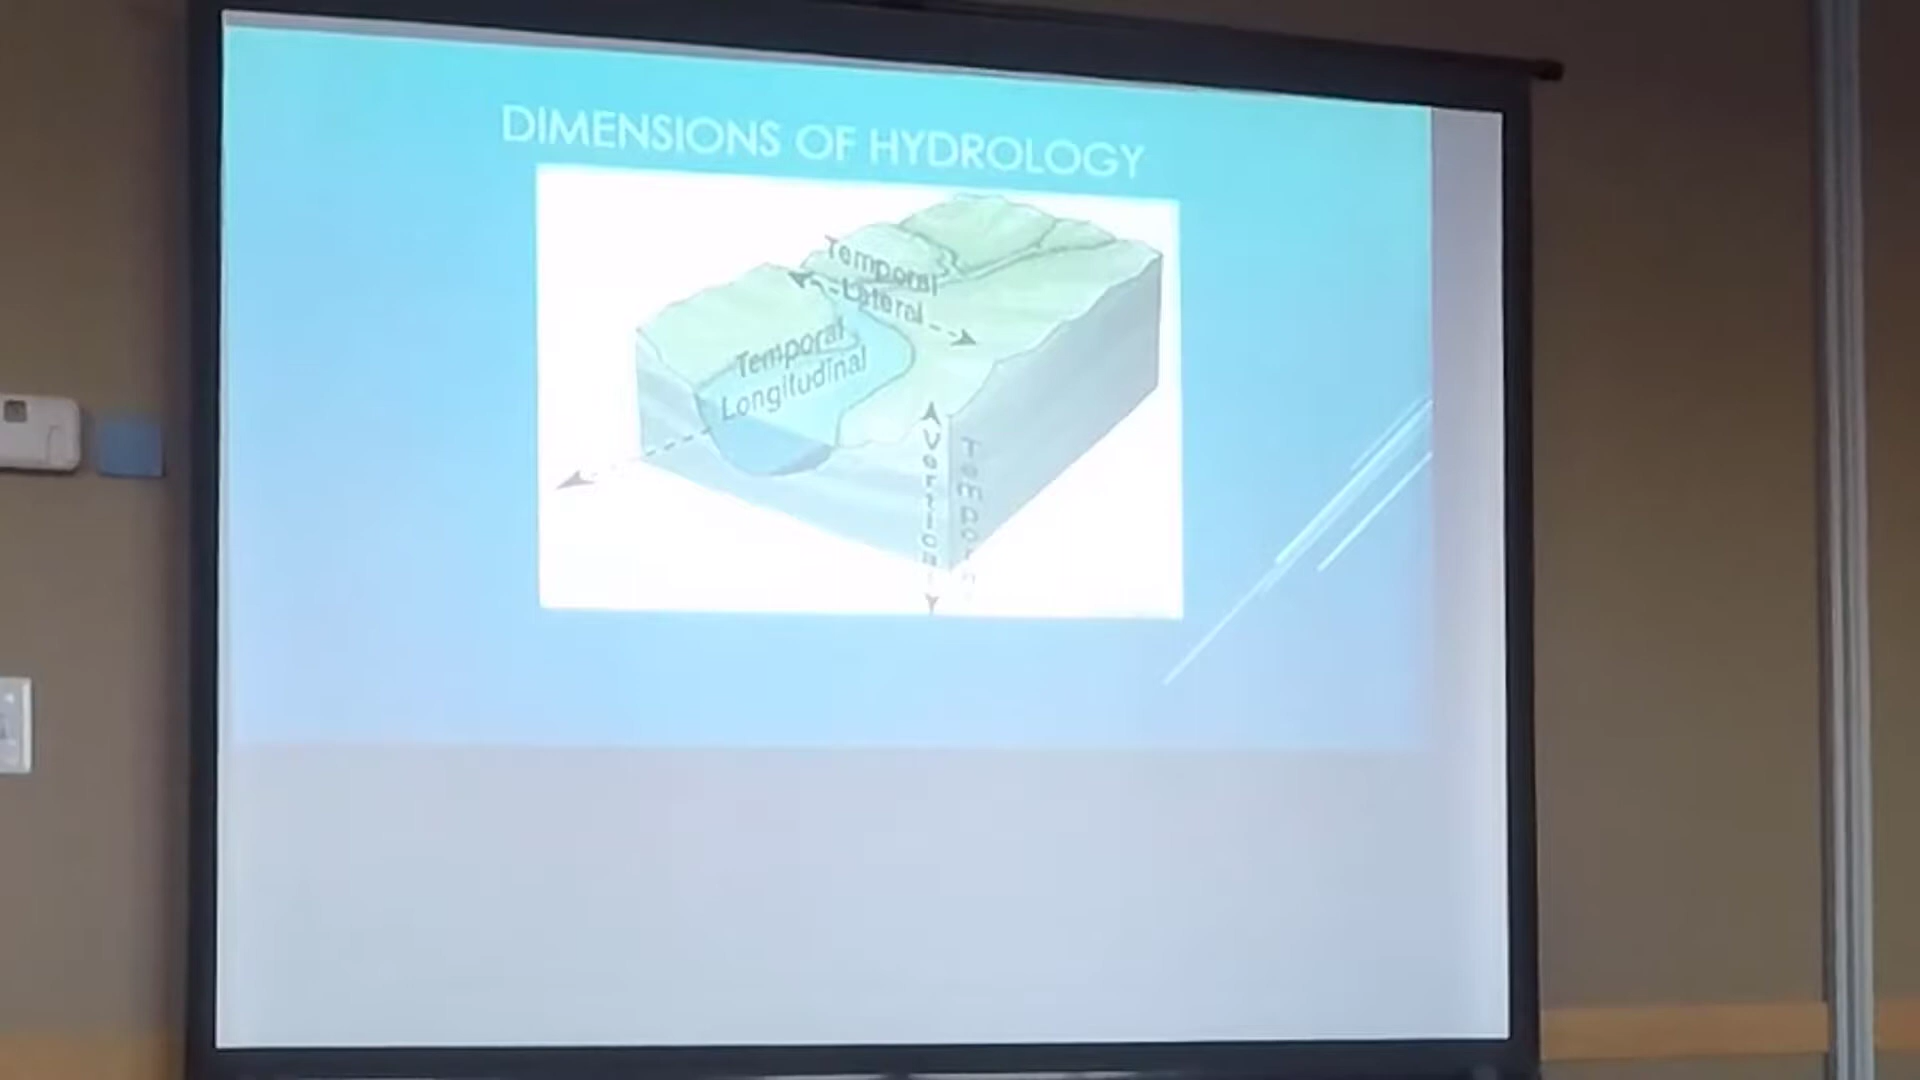 DIMENSIONS OF HYDROLOGY
Temporal
Lateral
Temporal
Longitudinal
Vertical
Temporal